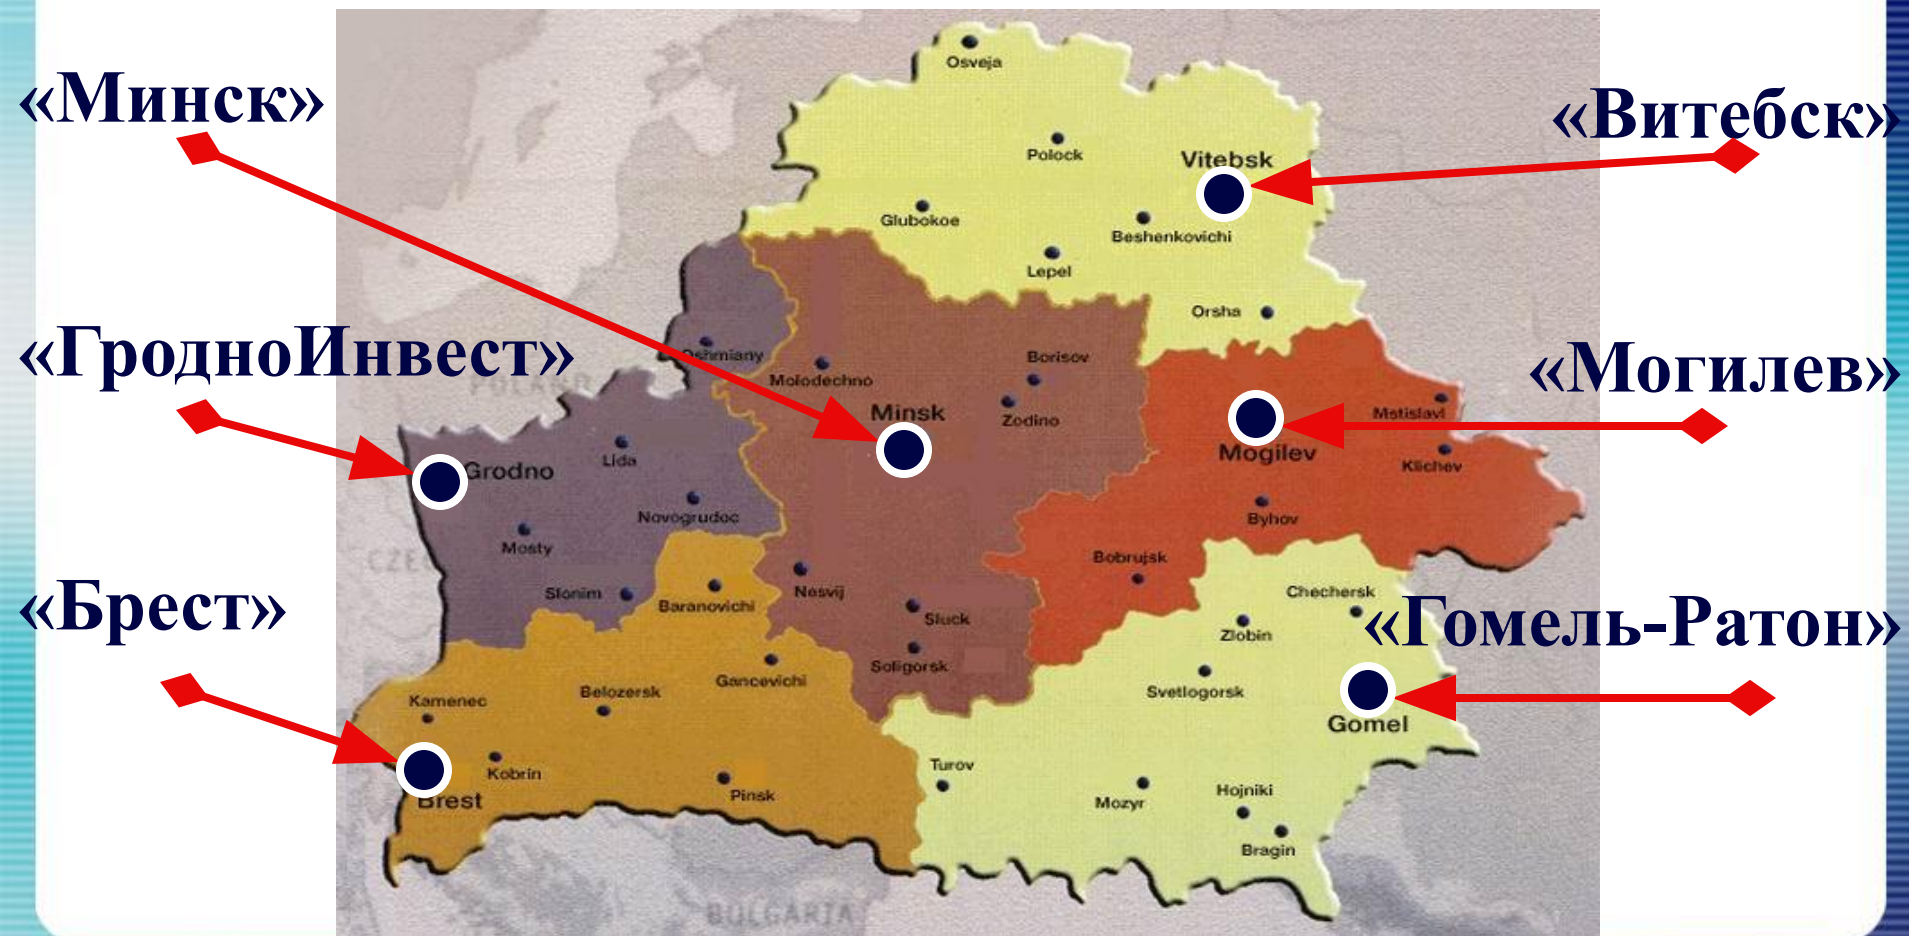 «Минск»
«Витебск»
«ГродноИнвест»
«Могилев»
«Брест»
«Гомель-Ратон»
Osveja
Polock
Vitebsk
Glubokoe
Beshenkovichi
Lepel
Orsha
Oshmiany
Molodechno
Borisov
Zodino
Minsk
Mstislavl
Mogilev
Klichev
Grodno
Lida
Novogrudoc
Mosty
Byhov
Bobrujsk
Slonim
Baranovichi
Nesvij
Sluck
Soligorsk
Chechersk
Zlobin
Svetlogorsk
Gomel
Kamenec
Belozersk
Gancevichi
Kobrin
Brest
Pinsk
Turov
Mozyr
Hojniki
Bragin
POLAND
BULGARIA